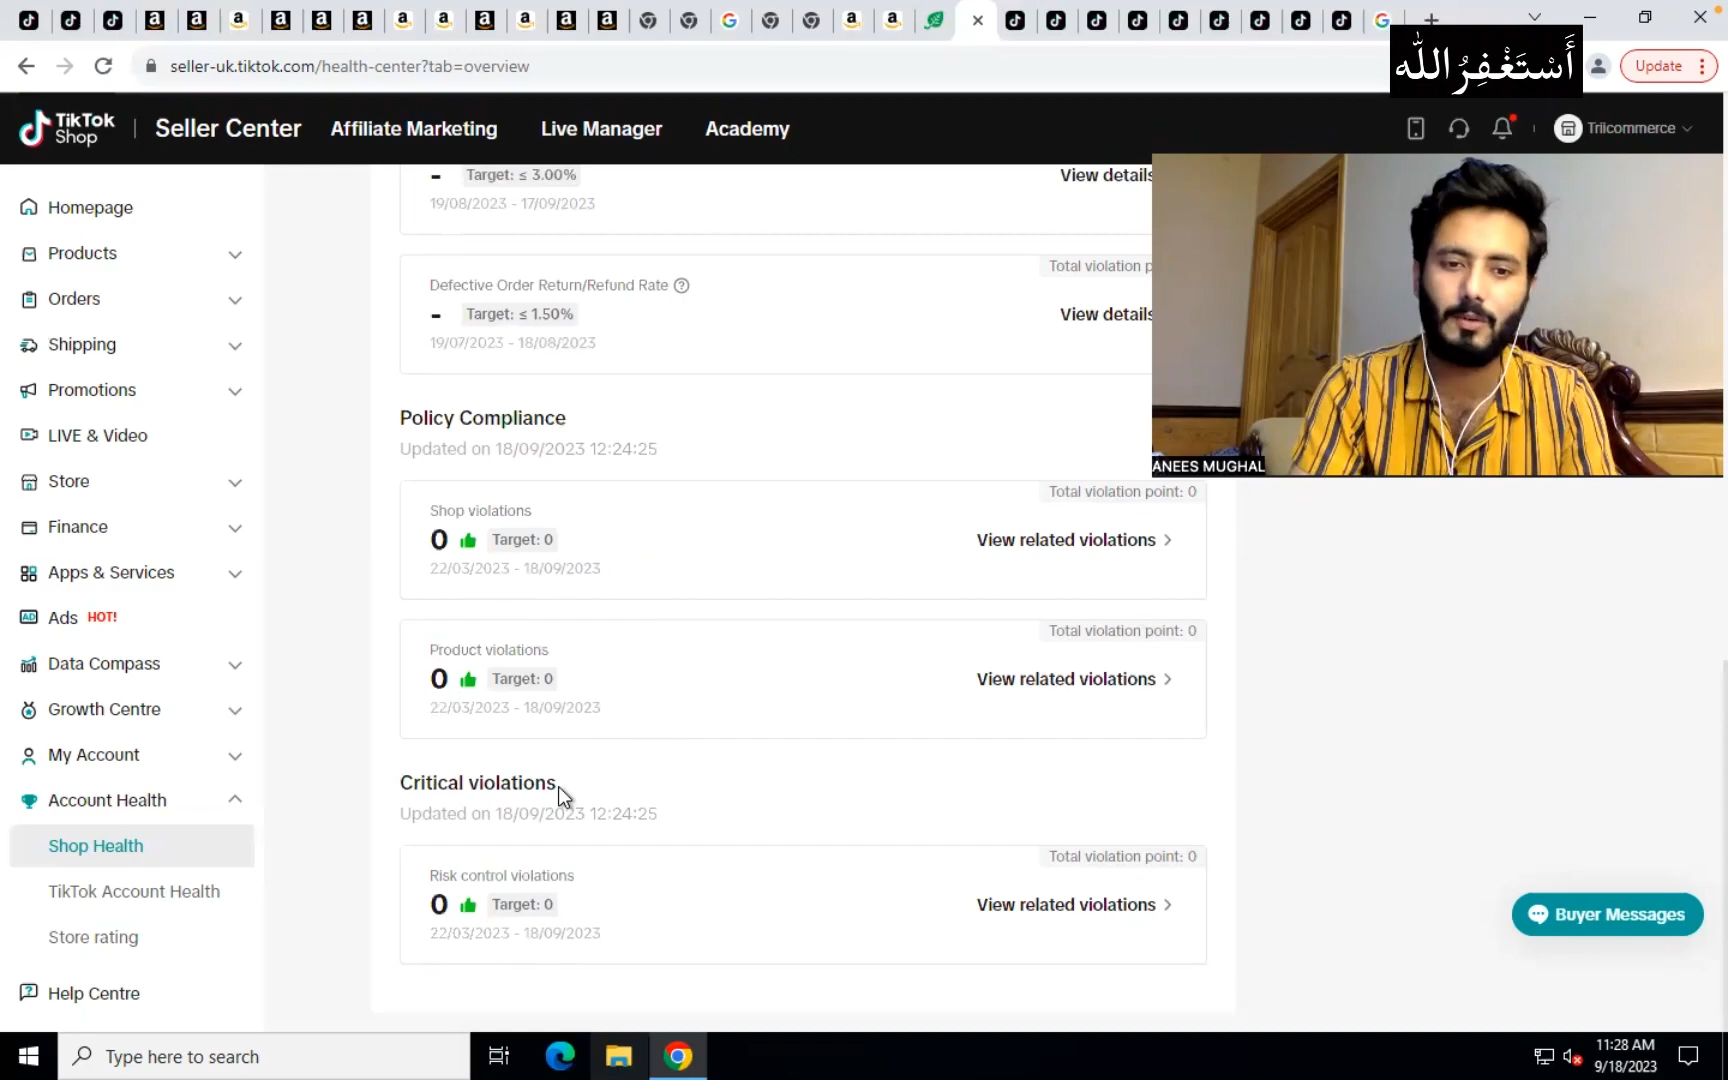 seller-uk.tiktok.com/health-center?tab=overview
أَسْتَغْفِرُ اللّٰه
Update
TikTok
Shop
Seller Center
Affiliate Marketing
Live Manager
Academy
Triicommerce
Homepage
Products
Orders
Shipping
Promotions
LIVE & Video
Store
Finance
Apps & Services
Ads HOT!
Data Compass
Growth Centre
My Account
Account Health
Shop Health
TikTok Account Health
Store rating
Help Centre
- Target: ≤ 3.00%
View details
19/08/2023 - 17/09/2023
Total violation p
Defective Order Return/Refund Rate ?
- Target: ≤ 1.50%
View details
19/07/2023 - 18/08/2023
ANEES MUGHAL
Policy Compliance
Updated on 18/09/2023 12:24:25
Total violation point: 0
Shop violations
0 Target: 0
View related violations >
22/03/2023 - 18/09/2023
Total violation point: 0
Product violations
0 Target: 0
View related violations >
22/03/2023 - 18/09/2023
Critical violations
Updated on 18/09/2023 12:24:25
Total violation point: 0
Risk control violations
0 Target: 0
View related violations >
22/03/2023 - 18/09/2023
Buyer Messages
Type here to search
11:28 AM
9/18/2023